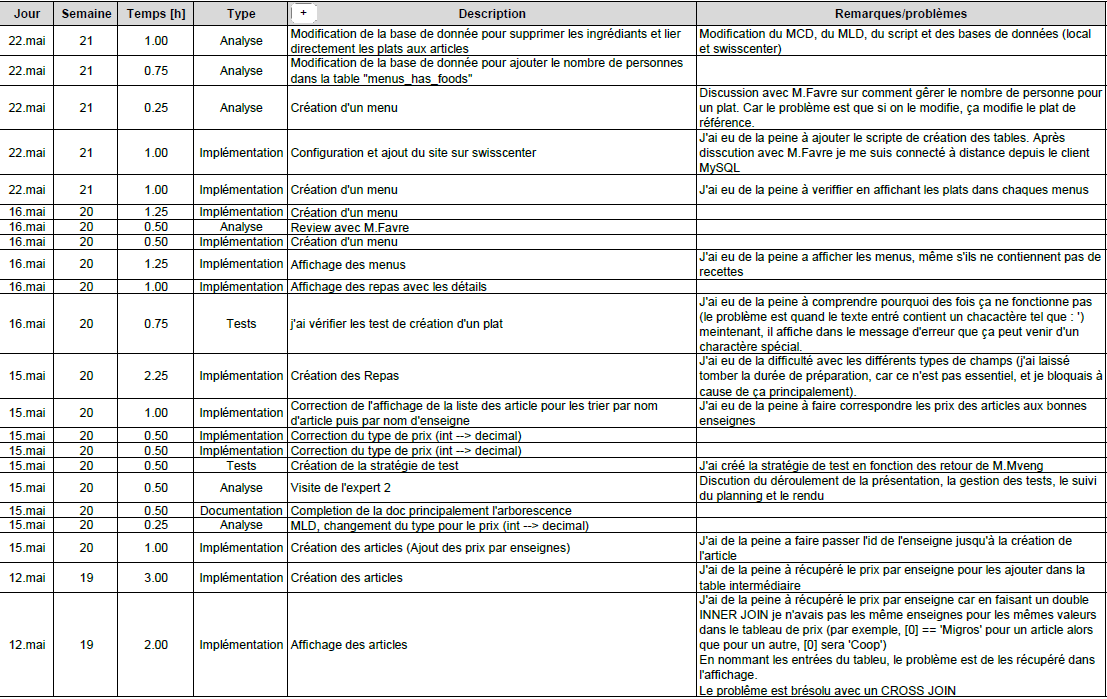 Jour Semaine Temps [h] Type + Description Remarques/problèmes
22.mai 21 1.00 Analyse Modification de la base de donnée pour supprimer les ingrédiants et lier
directement les plats aux articles
Modification du MCD, du MLD, du script et des bases de données (local
et swisscenter)
22.mai 21 0.75 Analyse Modification de la base de donnée pour ajouter le nombre de personnes
dans la table "menus_has_foods"
22.mai 21 0.25 Analyse Création d'un menu
Discussion avec M.Favre sur comment gêrer le nombre de personne pour
un plat. Car le problème est que si on le modifie, ça modifie le plat de
référence.
22.mai 21 1.00 Implémentation Configuration et ajout du site sur swisscenter
J'ai eu de la peine à ajouter le scripte de création des tables. Après
disscution avec M.Favre je me suis connecté à distance depuis le client
MySQL
22.mai 21 1.00 Implémentation Création d'un menu J'ai eu de la peine à veriffier en affichant les plats dans chaques menus
16.mai 20 1.25 Implémentation Création d'un menu
16.mai 20 0.50 Analyse Review avec M.Favre
16.mai 20 0.50 Implémentation Création d'un menu
16.mai 20 1.25 Implémentation Affichage des menus
J'ai eu de la peine a afficher les menus, même s'ils ne contiennent pas de
recettes
16.mai 20 1.00 Implémentation Affichage des repas avec les détails
16.mai 20 0.75 Tests j'ai vérifier les test de création d'un plat
J'ai eu de la peine à comprendre pourquoi des fois ça ne fonctionne pas
(le problème est quand le texte entré contient un chacactère tel que : ')
meintenant, il affiche dans le message d'erreur que ça peut venir d'un
charactère spécial.
15.mai 20 2.25 Implémentation Création des Repas
J'ai eu de la difficulté avec les différents types de champs (j'ai laissé
tomber la durée de préparation, car ce n'est pas essentiel, et je bloquais à
cause de ça principalement).
15.mai 20 1.00 Implémentation Correction de l'affichage de la liste des article pour les trier par nom
d'article puis par nom d'enseigne
J'ai eu de la peine à faire correspondre les prix des articles aux bonnes
enseignes
15.mai 20 0.50 Implémentation Correction du type de prix (int --> decimal)
15.mai 20 0.50 Implémentation Correction du type de prix (int --> decimal)
15.mai 20 0.50 Tests Création de la stratégie de test J'ai créé la stratégie de test en fonction des retour de M.Mveng
15.mai 20 0.50 Analyse Visite de l'expert 2
Discution du déroulement de la présentation, la gestion des tests, le suivi
du planning et le rendu
15.mai 20 0.50 Documentation Completion de la doc principalement l'arborescence
15.mai 20 0.25 Analyse MLD, changement du type pour le prix (int --> decimal)
15.mai 20 1.00 Implémentation Création des articles (Ajout des prix par enseignes)
J'ai de la peine a faire passer l'id de l'enseigne jusqu'à la création de
l'article
12.mai 19 3.00 Implémentation Création des articles
J'ai de la peine à récupéré le prix par enseigne pour les ajouter dans la
table intermédiaire
12.mai 19 2.00 Implémentation Affichage des articles
J'ai de la peine à récupéré le prix par enseigne car en faisant un double
INNER JOIN je n'avais pas les même enseignes pour les mêmes valeurs
dans le tableau de prix (par exemple, [0] == 'Migros' pour un article alors
que pour un autre, [0] sera 'Coop')
En nommant les entrées du tableu, le problème est de les récupéré dans
l'affichage.
Le problême est brésolu avec un CROSS JOIN